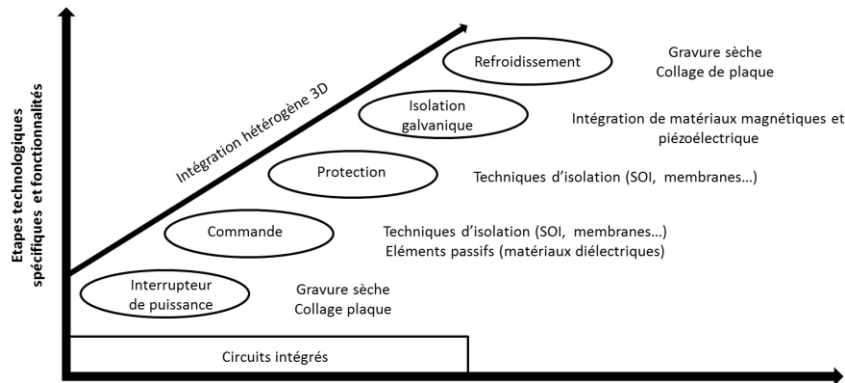 Etapes technologiques
spécifiques et fonctionnalités
Intégration hétérogène 3D
Refroidissement
Gravure sèche
Collage de plaque
Isolation
galvanique
Intégration de matériaux magnétiques et
piézoélectrique
Protection
Techniques d'isolation (SOI, membranes...)
Commande
Techniques d'isolation (SOI, membranes...)
Eléments passifs (matériaux diélectriques)
Interrupteur
de puissance
Gravure sèche
Collage plaque
Circuits intégrés